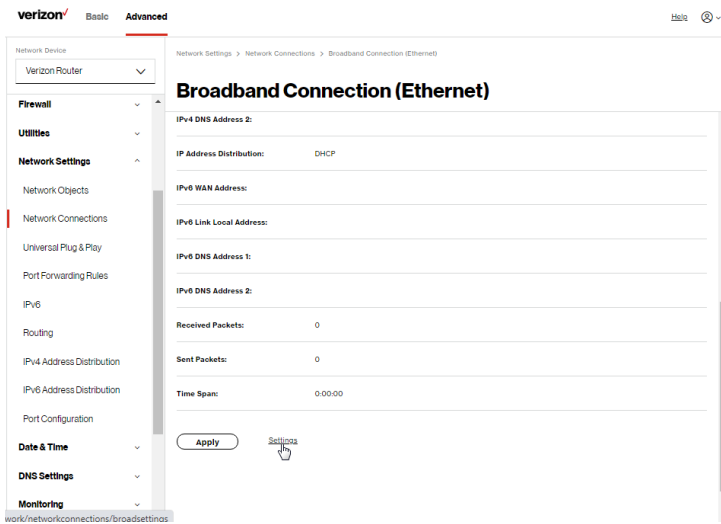 verizon✓ Basic Advanced Help
Network Device
Verizon Router
Firewall
Utilities
Network Settings
Network Objects
Network Connections
Universal Plug & Play
Port Forwarding Rules
IPv6
Routing
IPv4 Address Distribution
IPv6 Address Distribution
Port Configuration
Date & Time
DNS Settings
Monitoring
work/networkconnections/broadsettings
Network Settings > Network Connections > Broadband Connection (Ethernet)
Broadband Connection (Ethernet)
IPv4 DNS Address 2:
IP Address Distribution: DHCP
IPv6 WAN Address:
IPv6 Link Local Address:
IPv6 DNS Address 1:
IPv6 DNS Address 2:
Received Packets: 0
Sent Packets: 0
Time Span: 0:00:00
Apply Settings